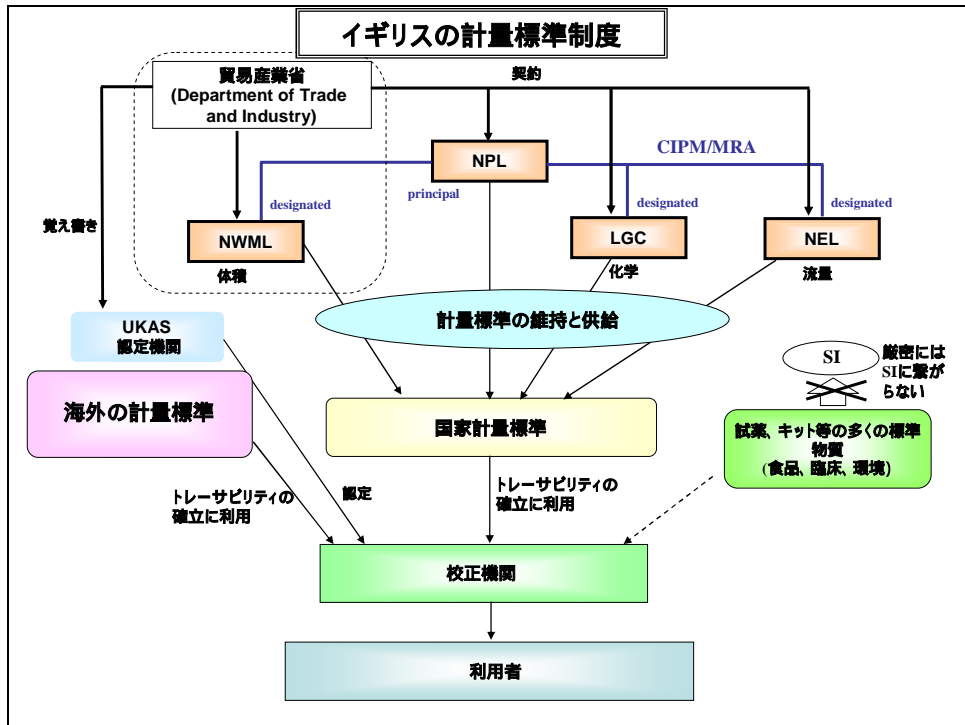 イギリスの計量標準制度
貿易産業省
(Department of Trade
and Industry)
契約
NPL
CIPM/MRA
designated
principal
designated
designated
覚え書き
NWML
LGC
NEL
体積
化学
流量
計量標準の維持と供給
UKAS
認定機関
SI
厳密には
SIに繋が
らない
海外の計量標準
国家計量標準
試薬、キット等の多くの標準
物質
(食品、臨床、環境)
トレーサビリティの
確立に利用
認定
トレーサビリティの
確立に利用
校正機関
利用者